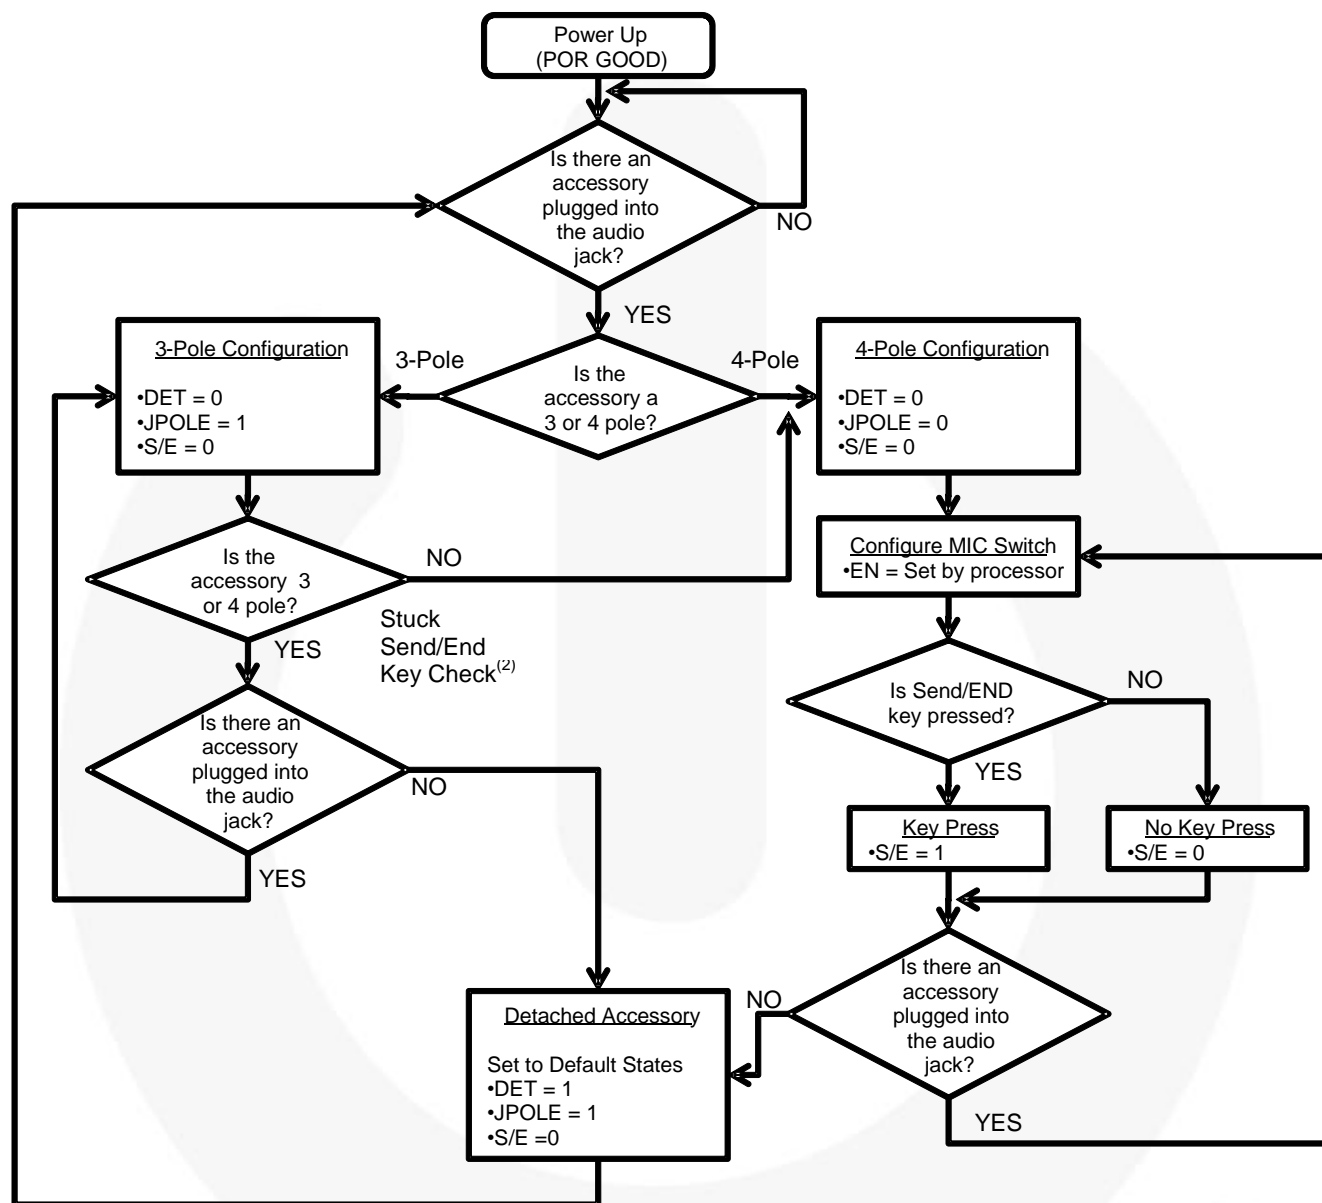 Power Up
(POR GOOD)
Is there an
accessory
plugged into
the audio
jack?
NO
YES
3-Pole Configuration
•DET = 0
•JPOLE = 1
•S/E = 0
3-Pole
Is the
accessory a
3 or 4 pole?
4-Pole
4-Pole Configuration
•DET = 0
•JPOLE = 0
•S/E = 0
Is the
accessory 3
or 4 pole?
NO
YES
Stuck
Send/End
Key Check(2)
Configure MIC Switch
•EN = Set by processor
Is Send/END
key pressed?
NO
YES
Is there an
accessory
plugged into
the audio
jack?
NO
YES
Key Press
•S/E = 1
No Key Press
•S/E = 0
Is there an
accessory
plugged into
the audio
jack?
NO
YES
Detached Accessory
Set to Default States
•DET = 1
•JPOLE = 1
•S/E =0